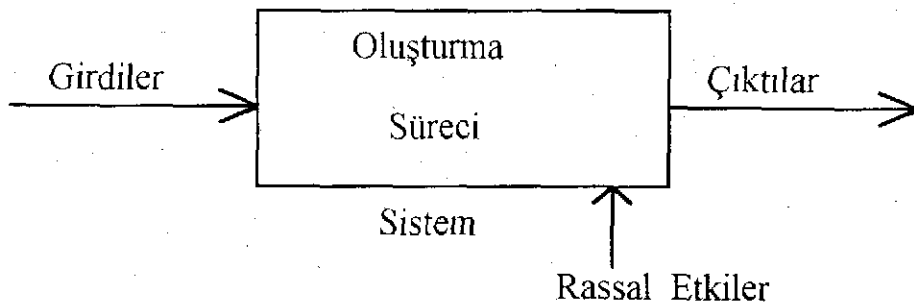 Oluşturma
Girdiler
Çıktılar
Süreci
Sistem
Rassal Etkiler